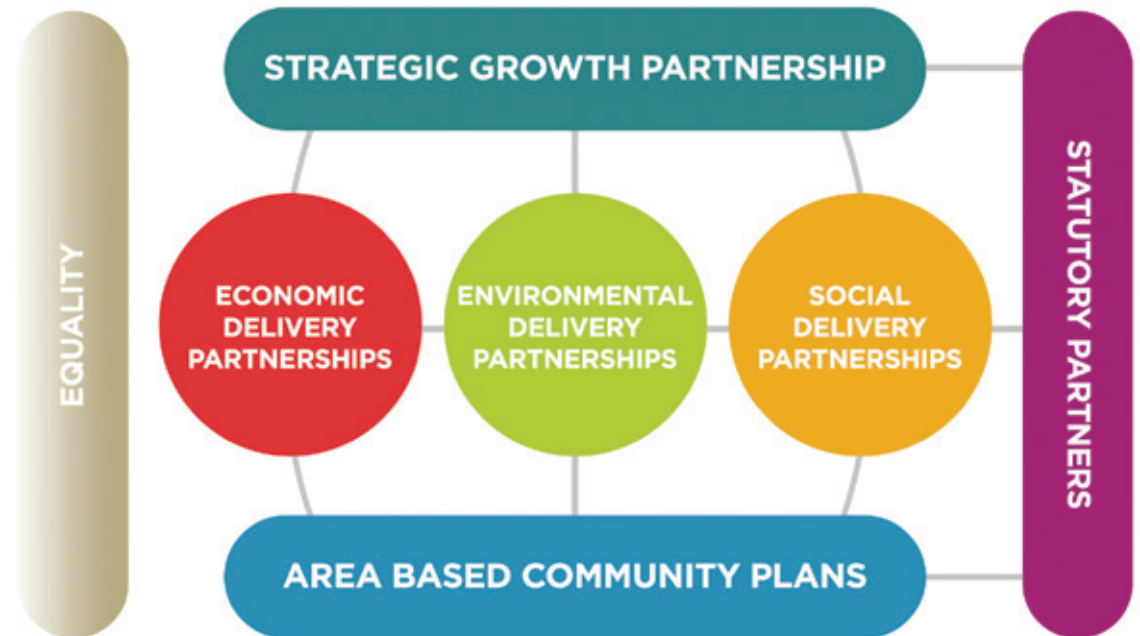 STRATEGIC GROWTH PARTNERSHIP
EQUALITY
ECONOMIC
DELIVERY
PARTNERSHIPS
ENVIRONMENTAL
DELIVERY
PARTNERSHIPS
SOCIAL
DELIVERY
PARTNERSHIPS
STATUTORY PARTNERS
AREA BASED COMMUNITY PLANS